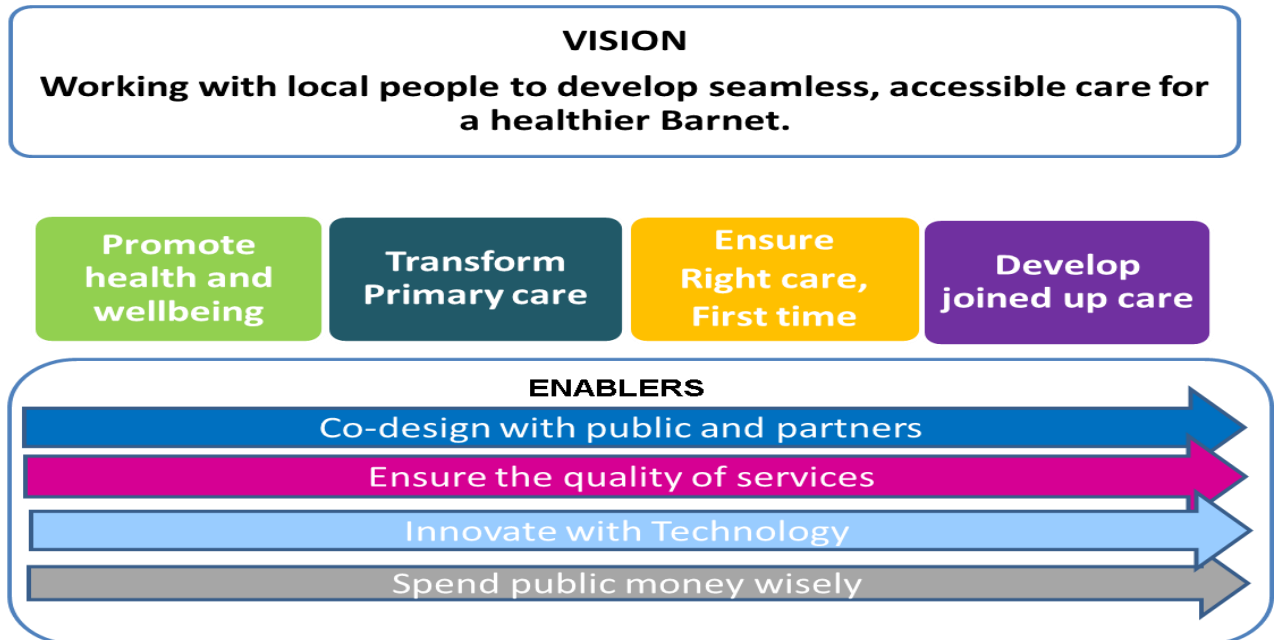 VISION
Working with local people to develop seamless, accessible care for
a healthier Barnet.
Promote
health and
wellbeing
Transform
Primary care
Ensure
Right care,
First time
Develop
joined up care
ENABLERS
Co-design with public and partners
Ensure the quality of services
Innovate with Technology
Spend public money wisely